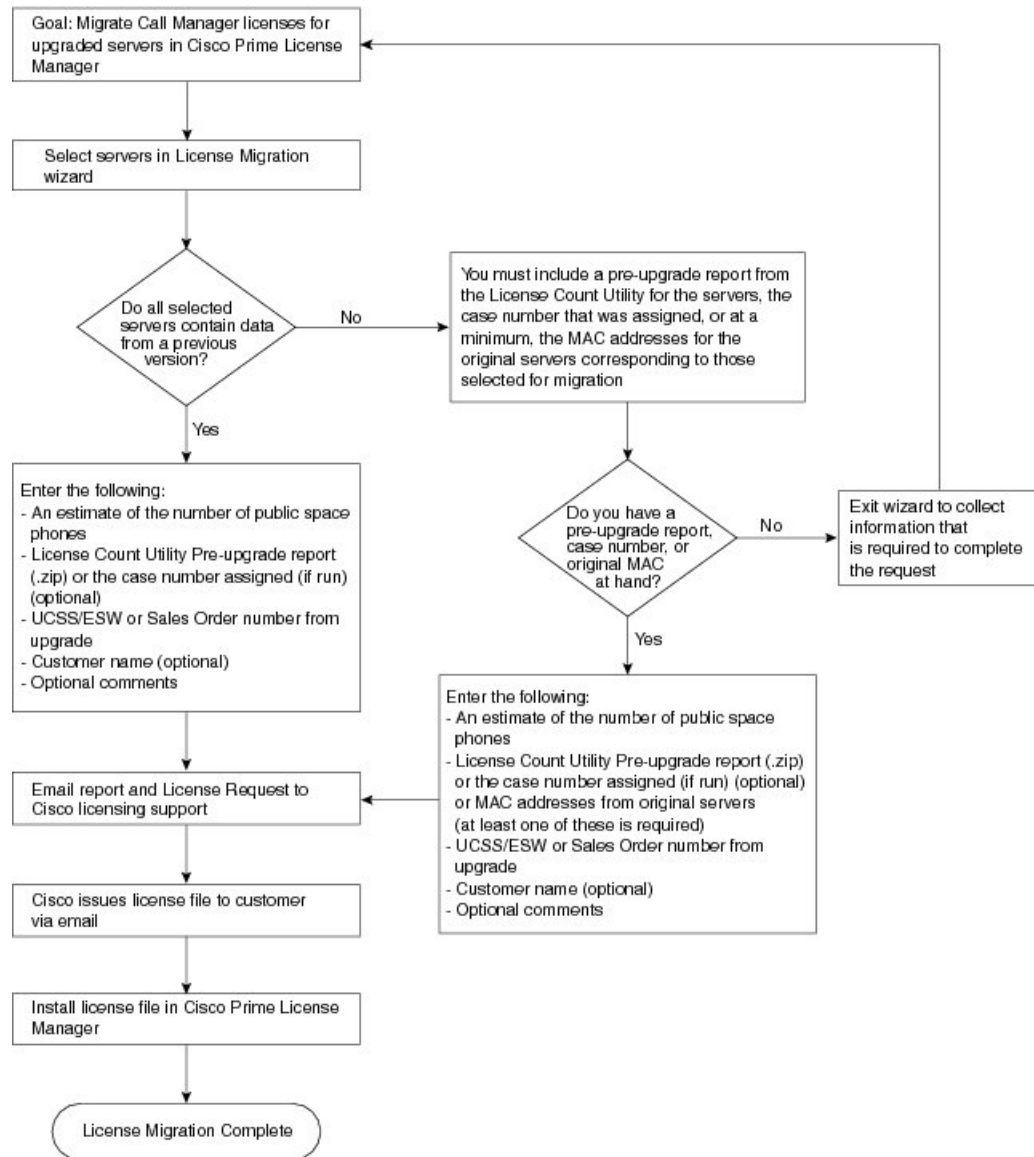 Goal: Migrate Call Manager licenses for
upgraded servers in Cisco Prime License
Manager
Select servers in License Migration
wizard
Do all selected
servers contain data
from a previous
version?
No
You must include a pre-upgrade report from
the License Count Utility for the servers, the
case number that was assigned, or at a
minimum, the MAC addresses for the
original servers corresponding to those
selected for migration
Yes
Enter the following:
- An estimate of the number of public space
phones
- License Count Utility Pre-upgrade report
(.zip) or the case number assigned (if run)
(optional)
- UCSS/ESW or Sales Order number from
upgrade
- Customer name (optional)
- Optional comments
Do you have a
pre-upgrade report,
case number, or
original MAC
at hand?
No
Exit wizard to collect
information that
is required to complete
the request
Yes
Enter the following:
- An estimate of the number of public space
phones
- License Count Utility Pre-upgrade report (.zip)
or the case number assigned (if run) (optional)
or MAC addresses from original servers
(at least one of these is required)
- UCSS/ESW or Sales Order number from
upgrade
- Customer name (optional)
- Optional comments
Email report and License Request to
Cisco licensing support
Cisco issues license file to customer
via email
Install license file in Cisco Prime License
Manager
License Migration Complete